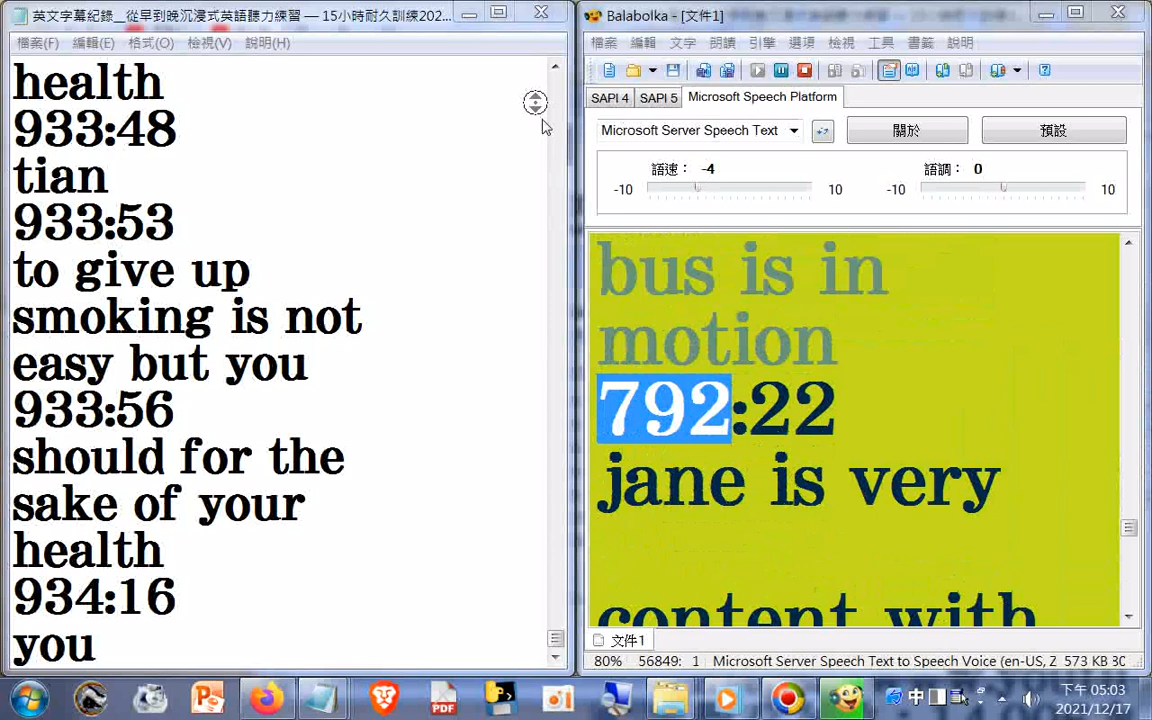 英文字幕紀錄__從早到晚沉浸式英語聽力練習 — 15小時耐久訓練202...
檔案(F) 編輯(E) 格式(O) 檢視(V) 說明(H)
health
933:48
tian
933:53
to give up
smoking is not
easy but you
933:56
should for the
sake of your
health
934:16
you
Balabolka - [文件1]
檔案 編輯 文字 朗讀 引擎 選項 檢視 工具 書籤 說明
SAPI 4 SAPI 5 Microsoft Speech Platform
Microsoft Server Speech Text 關於 預設
語速： -4 語調： 0
-10 10 -10 10
bus is in
motion
792:22
jane is very
content with
文件1
80% 56849: 1 Microsoft Server Speech Text to Speech Voice (en-US, Z 573 KB 30
PDF 中 下午 05:03
2021/12/17